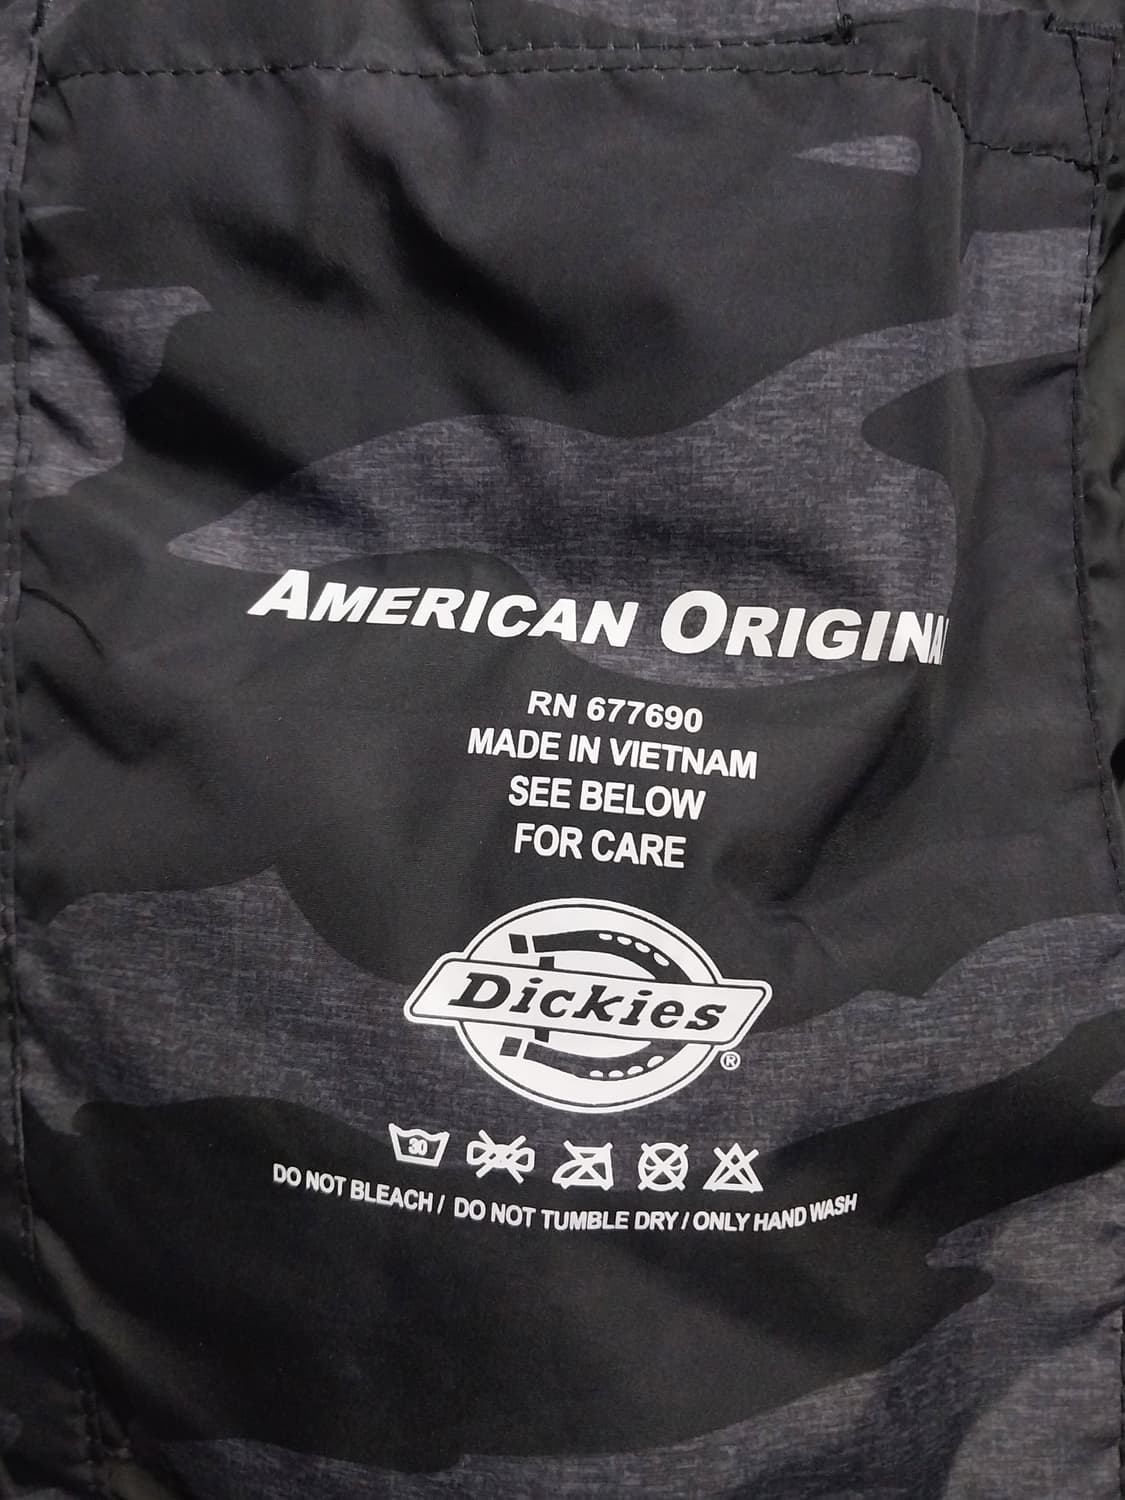 AMERICAN ORIGINA
RN 677690
MADE IN VIETNAM
SEE BELOW
FOR CARE
Dickies
®
30
DO NOT BLEACH / DO NOT TUMBLE DRY / ONLY HAND WASH